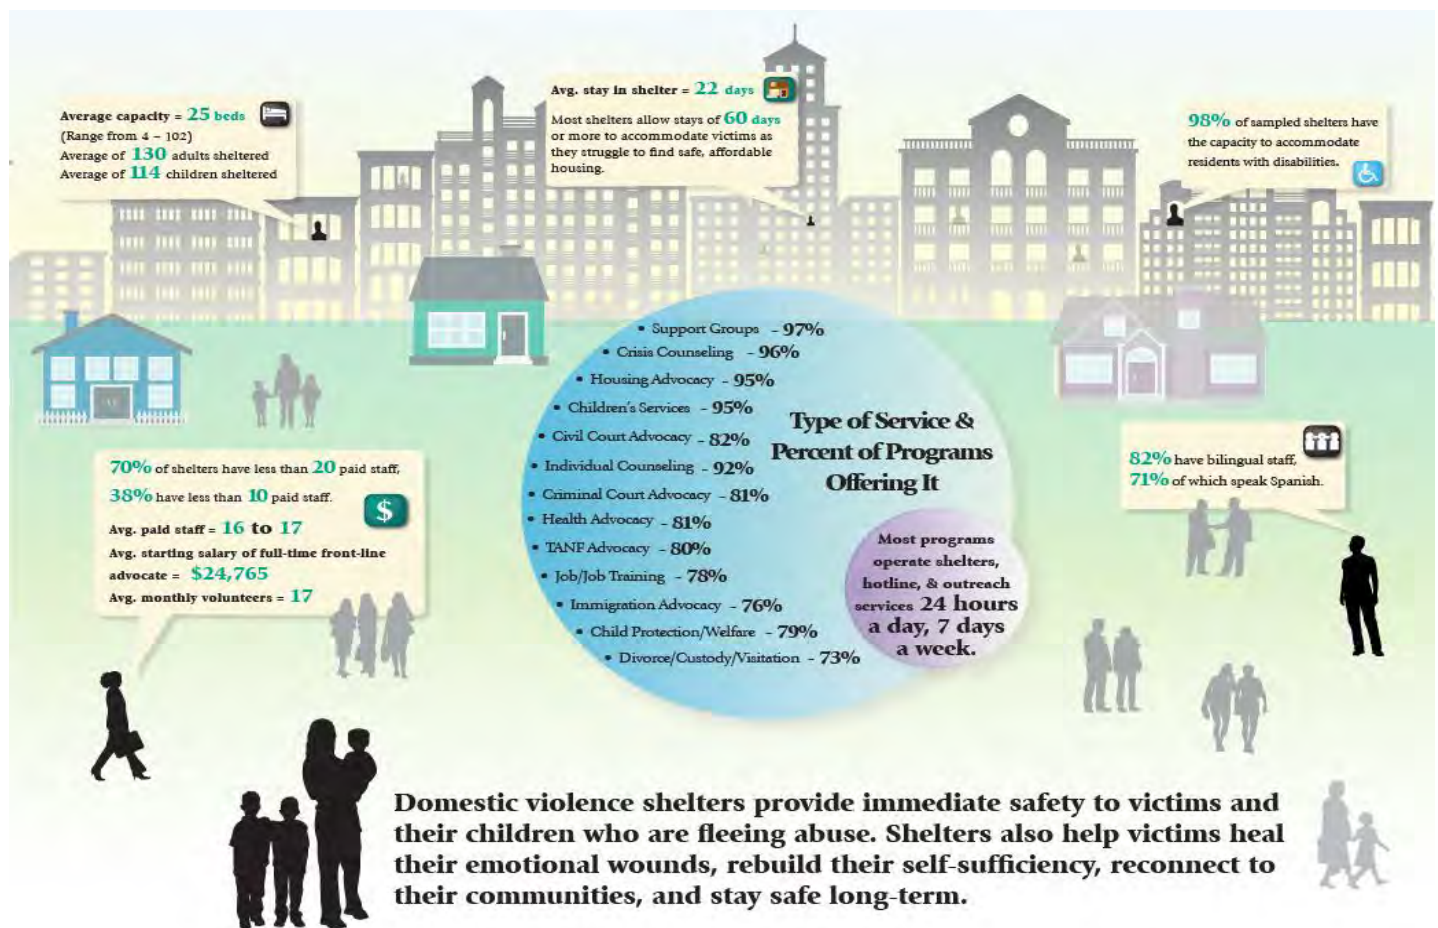 Average capacity = 25 beds
(Range from 4 – 102)
Average of 130 adults sheltered
Average of 114 children sheltered
Avg. stay in shelter = 22 days
Most shelters allow stays of 60 days
or more to accommodate victims as
they struggle to find safe, affordable
housing.
98% of sampled shelters have
the capacity to accommodate
residents with disabilities.
• Support Groups - 97%
• Crisis Counseling - 96%
• Housing Advocacy - 95%
• Children's Services - 95%
• Civil Court Advocacy - 82%
• Individual Counseling - 92%
• Criminal Court Advocacy - 81%
• Health Advocacy - 81%
• TANF Advocacy - 80%
• Job/Job Training - 78%
• Immigration Advocacy - 76%
• Child Protection/Welfare - 79%
• Divorce/Custody/Visitation - 73%
Type of Service &
Percent of Programs
Offering It
Most programs
operate shelters,
hotline, & outreach
services 24 hours
a day, 7 days
a week.
70% of shelters have less than 20 paid staff,
38% have less than 10 paid staff.
$
Avg. paid staff = 16 to 17
Avg. starting salary of full-time front-line
advocate = $24,765
Avg. monthly volunteers = 17
82% have bilingual staff,
71% of which speak Spanish.
Domestic violence shelters provide immediate safety to victims and
their children who are fleeing abuse. Shelters also help victims heal
their emotional wounds, rebuild their self-sufficiency, reconnect to
their communities, and stay safe long-term.